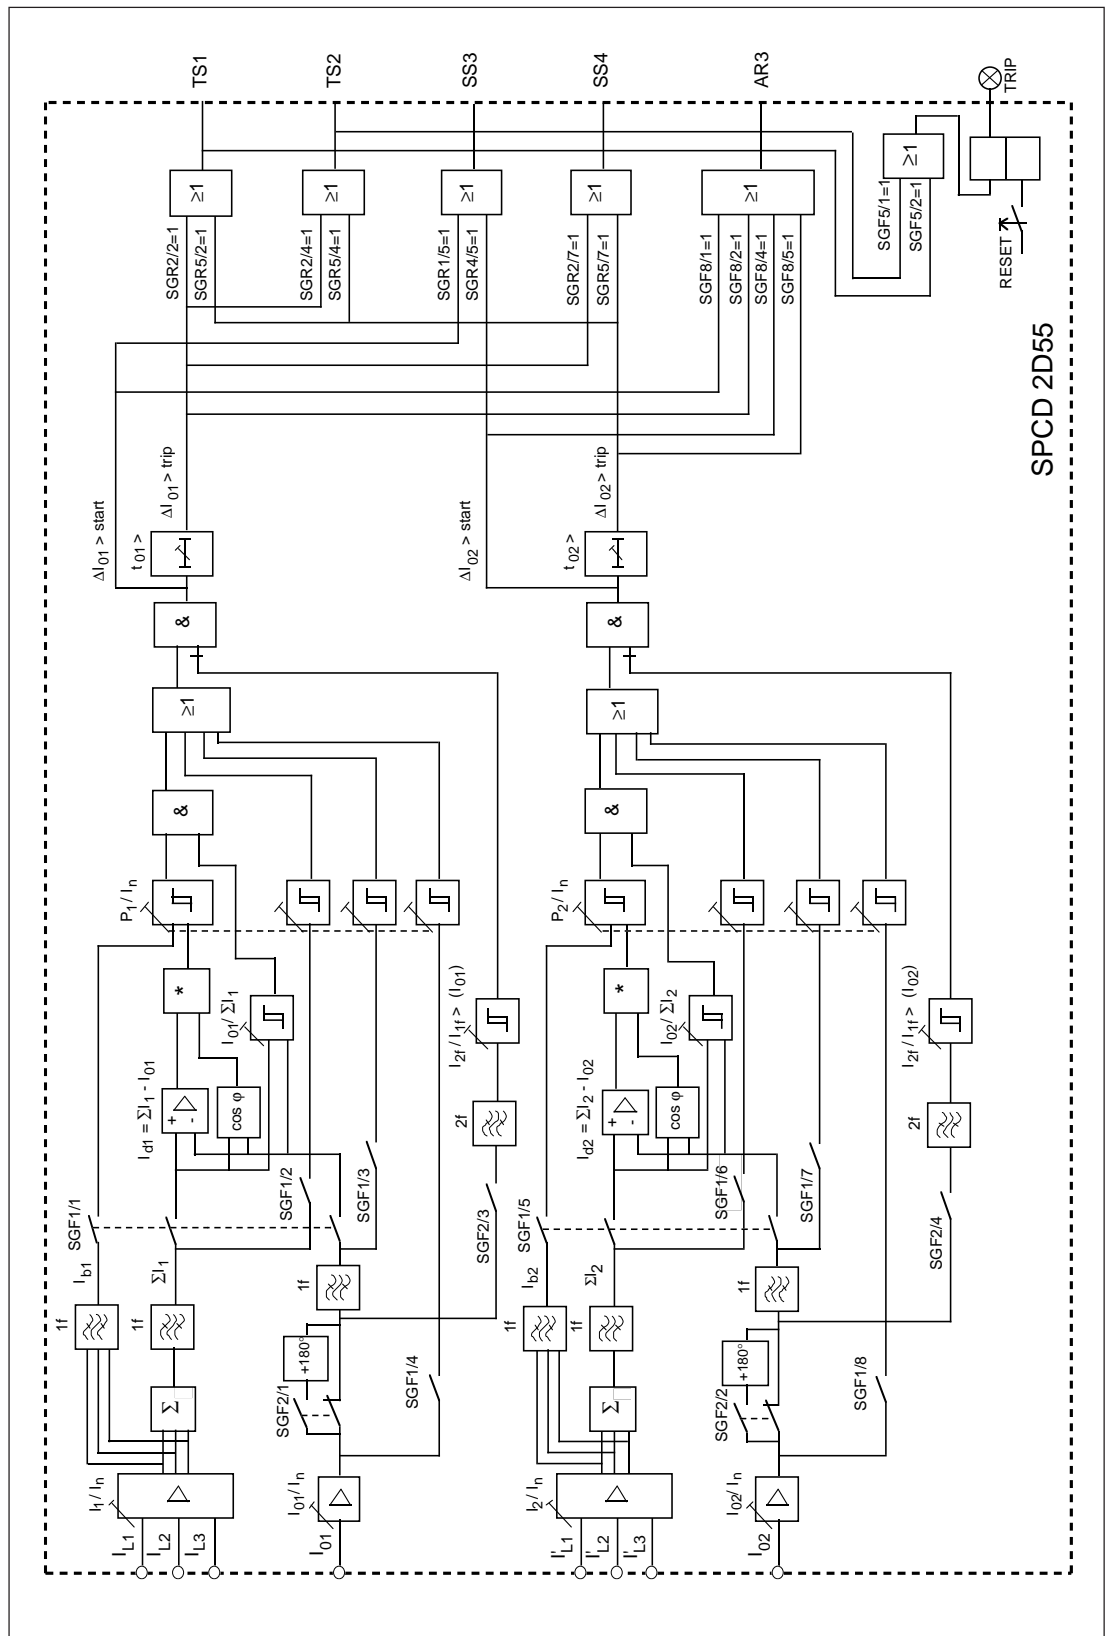 TS1
TS2
SS3
SS4
AR3
TRIP
≥1
≥1
≥1
≥1
≥1
≥1
SGR2/2=1
SGR5/2=1
SGR2/4=1
SGR5/4=1
SGR1/5=1
SGR4/5=1
SGR2/7=1
SGR5/7=1
SGF8/1=1
SGF8/2=1
SGF8/4=1
SGF8/5=1
SGF5/1=1
SGF5/2=1
RESET
SPCD 2D55
ΔI01 > start
ΔI01 > trip
t01 >
ΔI02 > start
ΔI02 > trip
t02 >
&
&
≥1
≥1
&
&
P1 / In
P2 / In
*
*
I01 / ΣI1
I02 / ΣI2
I2f / I1f > (I01)
I2f / I1f > (I02)
Id1 = ΣI1 - I01
+
-
cos φ
2f
Id2 = ΣI2 - I02
+
-
cos φ
2f
SGF1/1
SGF1/2
SGF1/3
SGF2/3
SGF1/5
SGF1/6
SGF1/7
SGF2/4
Ib1
ΣI1
Ib2
ΣI2
1f
1f
1f
1f
1f
1f
+180°
+180°
SGF2/1
SGF1/4
SGF2/2
SGF1/8
Σ
Σ
I1 / In
I01 / In
I2 / In
I02 / In
IL1
IL2
IL3
I01
I'L1
I'L2
I'L3
I02